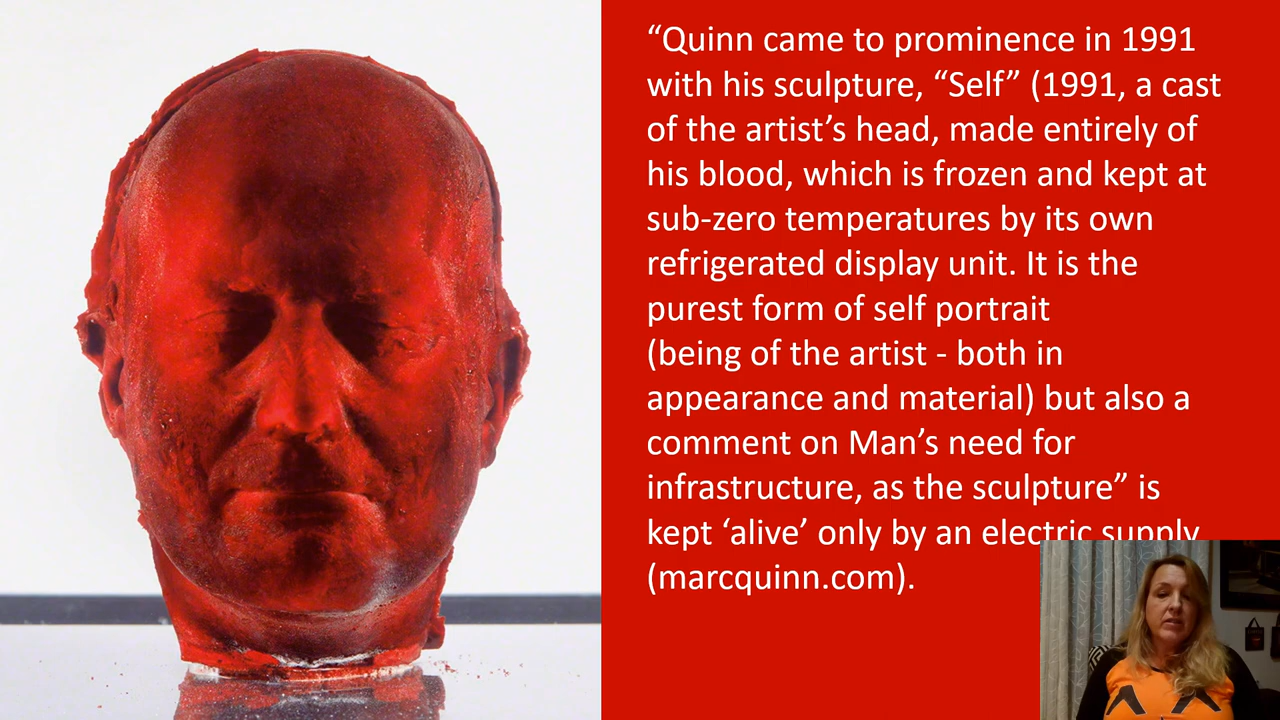 “Quinn came to prominence in 1991
with his sculpture, “Self” (1991, a cast
of the artist’s head, made entirely of
his blood, which is frozen and kept at
sub-zero temperatures by its own
refrigerated display unit. It is the
purest form of self portrait
(being of the artist - both in
appearance and material) but also a
comment on Man’s need for
infrastructure, as the sculpture” is
kept ‘alive’ only by an electric supply
(marcquinn.com).